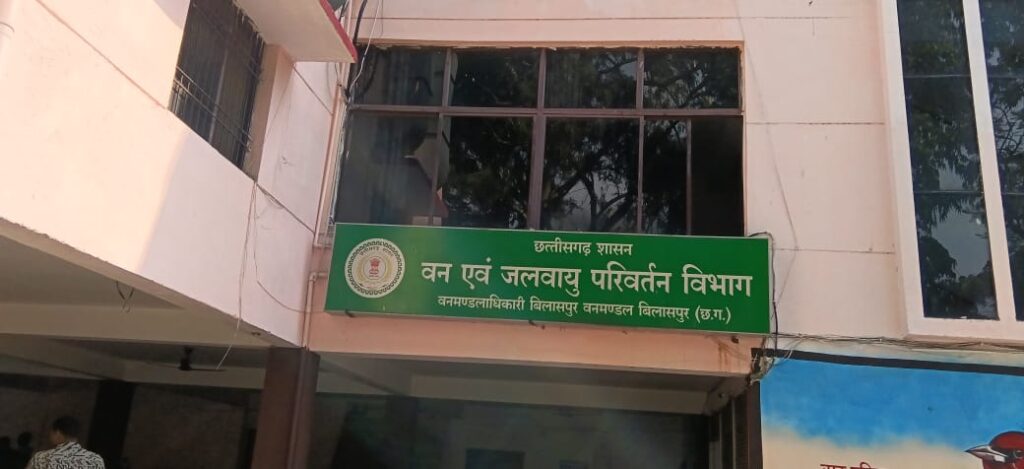 छत्तीसगढ़ शासन
वन एवं जलवायु परिवर्तन विभाग
वनमण्डलाधिकारी बिलासपुर वनमण्डल बिलासपुर (छ.ग.)